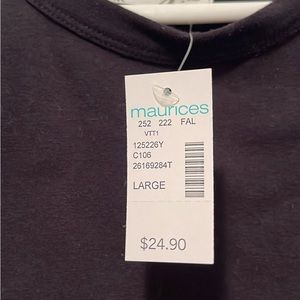 maurices
252 222 FAL
VTT1
125226Y
C106
26169284T
LARGE
$24.90